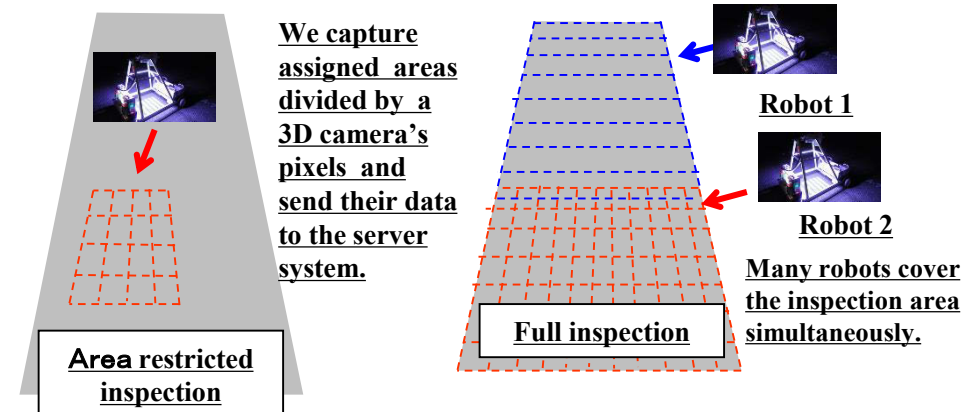 We capture
assigned areas
divided by a
3D camera's
pixels and
send their data
to the server
system.
Area restricted
inspection
Robot 1
Robot 2
Many robots cover
the inspection area
simultaneously.
Full inspection